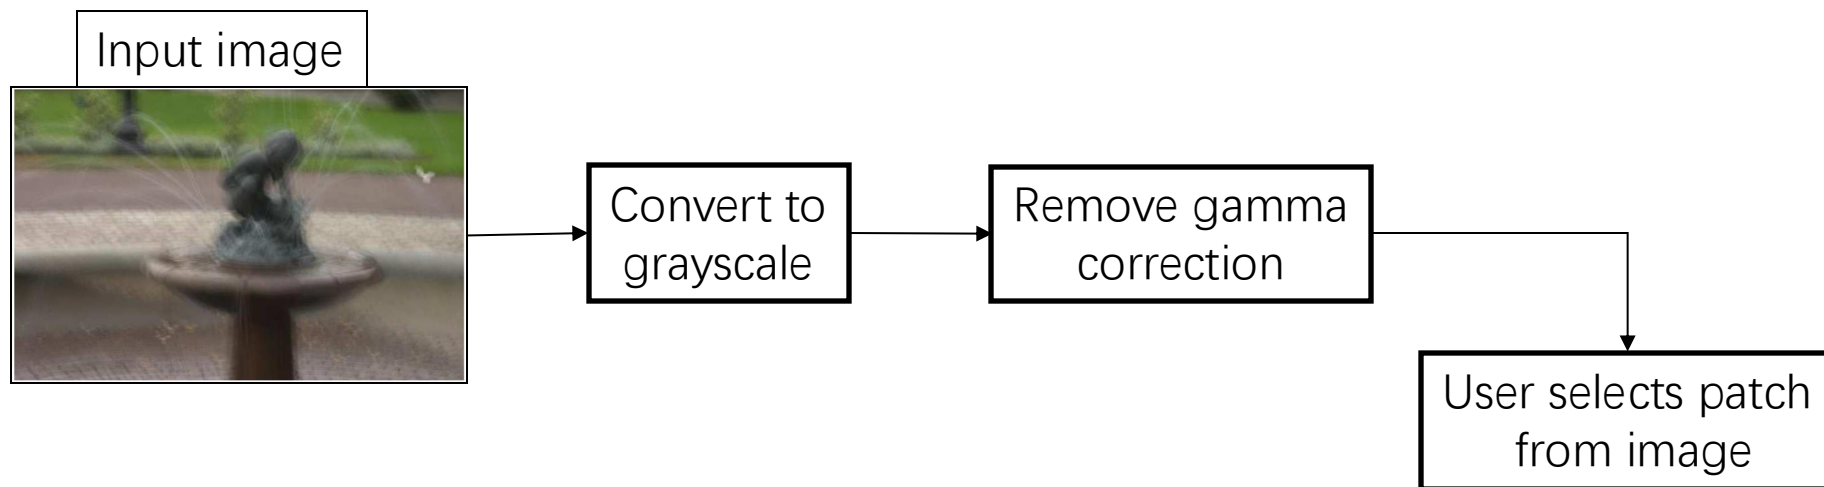 Input image
Convert to
grayscale
Remove gamma
correction
User selects patch
from image